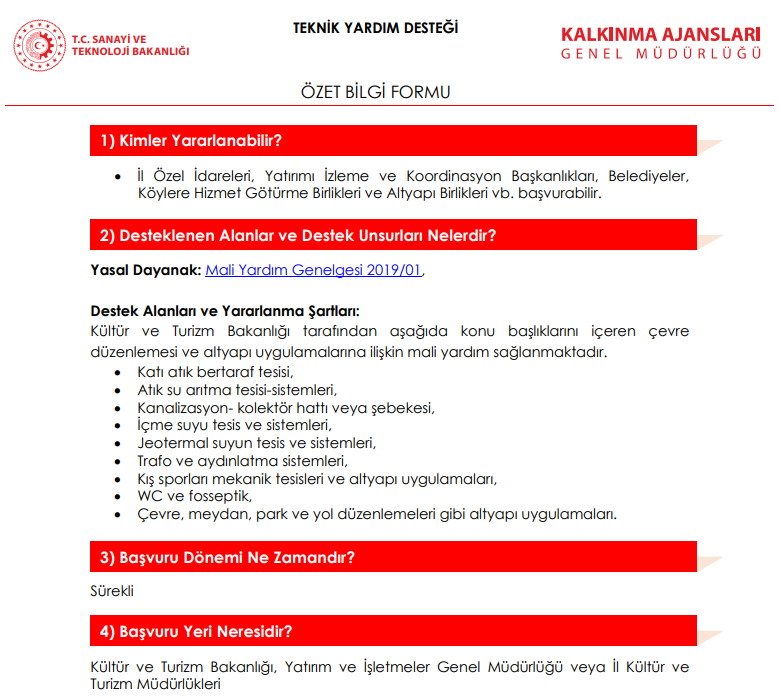 T.C. SANAYİ VE
TEKNOLOJİ BAKANLIĞI
TEKNİK YARDIM DESTEĞİ
KALKINMA AJANSLARI
GENEL MÜDÜRLÜĞÜ
ÖZET BİLGİ FORMU
1) Kimler Yararlanabilir?
• İl Özel İdareleri, Yatırımı İzleme ve Koordinasyon Başkanlıkları, Belediyeler,
Köylere Hizmet Götürme Birlikleri ve Altyapı Birlikleri vb. başvurabilir.
2) Desteklenen Alanlar ve Destek Unsurları Nelerdir?
Yasal Dayanak: Mali Yardım Genelgesi 2019/01,
Destek Alanları ve Yararlanma Şartları:
Kültür ve Turizm Bakanlığı tarafından aşağıda konu başlıklarını içeren çevre
düzenlemesi ve altyapı uygulamalarına ilişkin mali yardım sağlanmaktadır.
• Katı atık bertaraf tesisi,
• Atık su arıtma tesisi-sistemleri,
• Kanalizasyon- kolektör hattı veya şebekesi,
• İçme suyu tesis ve sistemleri,
• Jeotermal suyun tesis ve sistemleri,
• Trafo ve aydınlatma sistemleri,
• Kış sporları mekanik tesisleri ve altyapı uygulamaları,
• WC ve fosseptik,
• Çevre, meydan, park ve yol düzenlemeleri gibi altyapı uygulamaları.
3) Başvuru Dönemi Ne Zamandır?
Sürekli
4) Başvuru Yeri Neresidir?
Kültür ve Turizm Bakanlığı, Yatırım ve İşletmeler Genel Müdürlüğü veya İl Kültür ve
Turizm Müdürlükleri